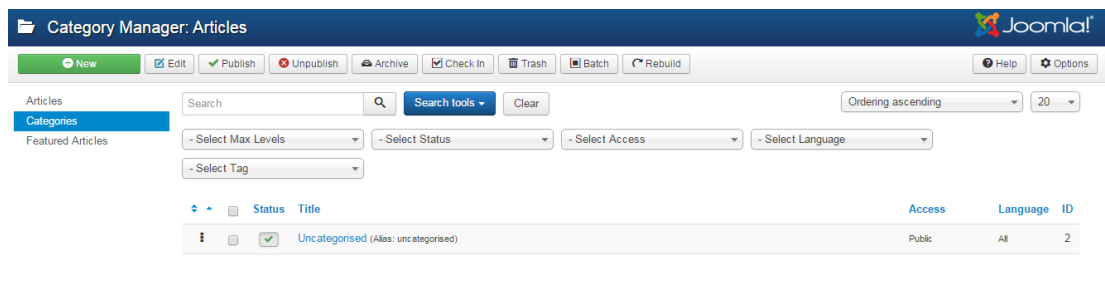 Category Manager: Articles Joomla!®
New Edit Publish Unpublish Archive Check In Trash Batch Rebuild Help Options
Articles
Categories
Featured Articles
Search Search tools Clear Ordering ascending 20
- Select Max Levels - Select Status - Select Access - Select Language
- Select Tag
Status Title Access Language ID
Uncategorised (Alias: uncategorised) Public All 2